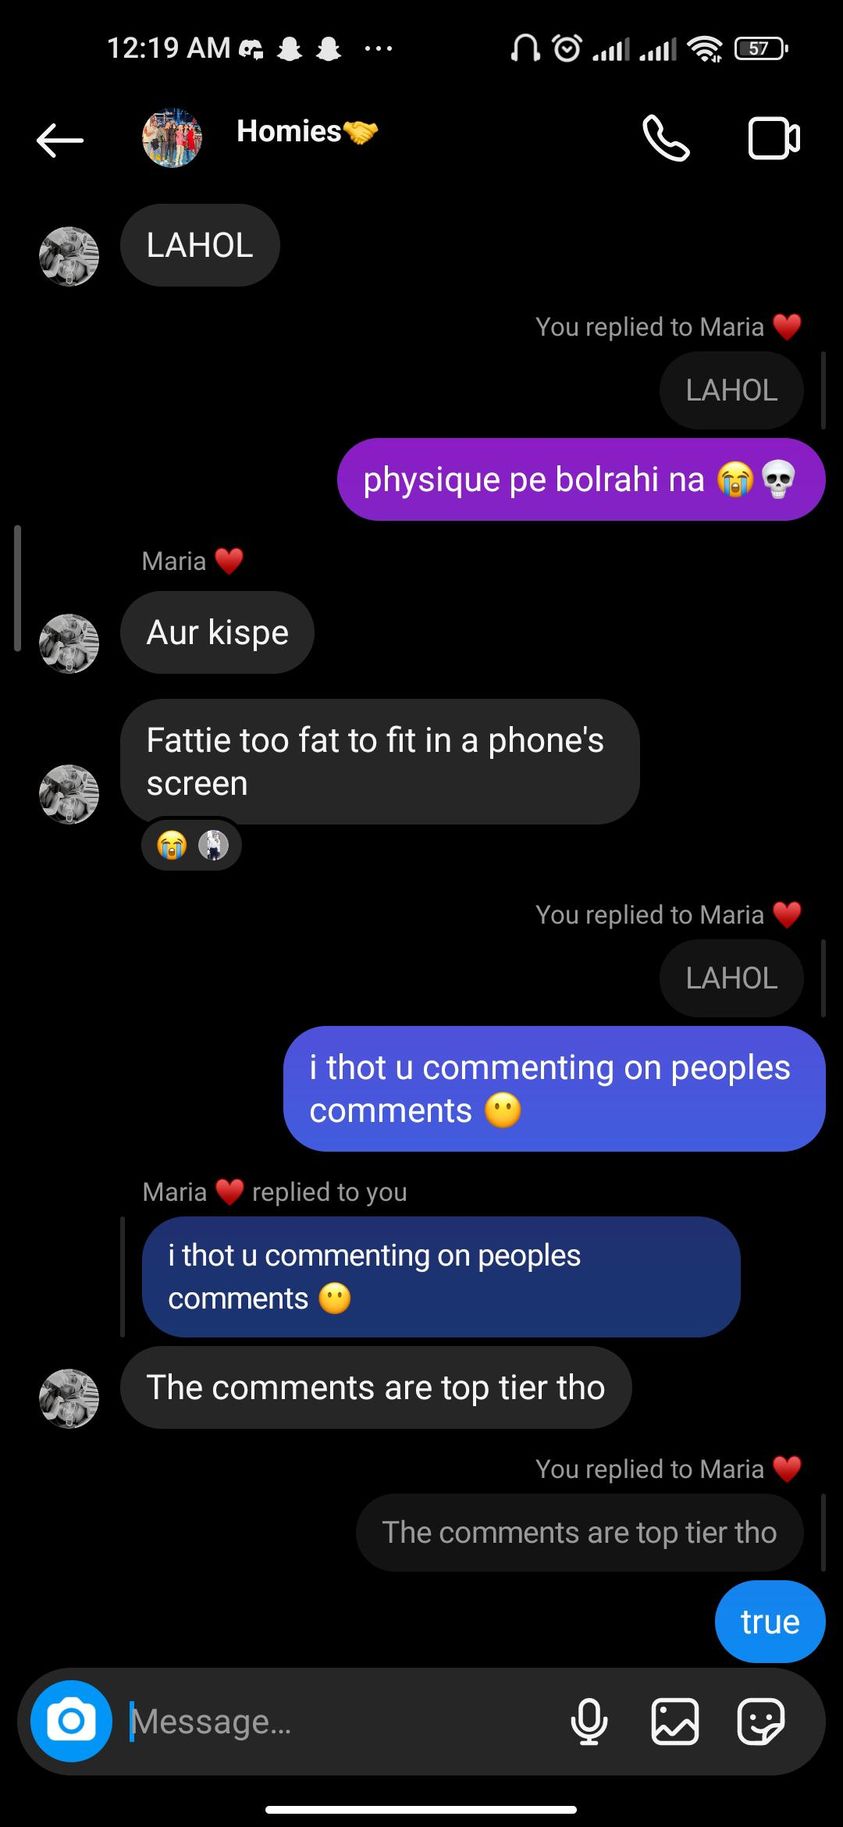 12:19 AM
57
Homies🤝
LAHOL
You replied to Maria ♥️
LAHOL
physique pe bolrahi na 😭💀
Maria ♥️
Aur kispe
Fattie too fat to fit in a phone's
screen
😭
You replied to Maria ♥️
LAHOL
i thot u commenting on peoples
comments 😶
Maria ♥️ replied to you
i thot u commenting on peoples
comments 😶
The comments are top tier tho
You replied to Maria ♥️
The comments are top tier tho
true
Message...